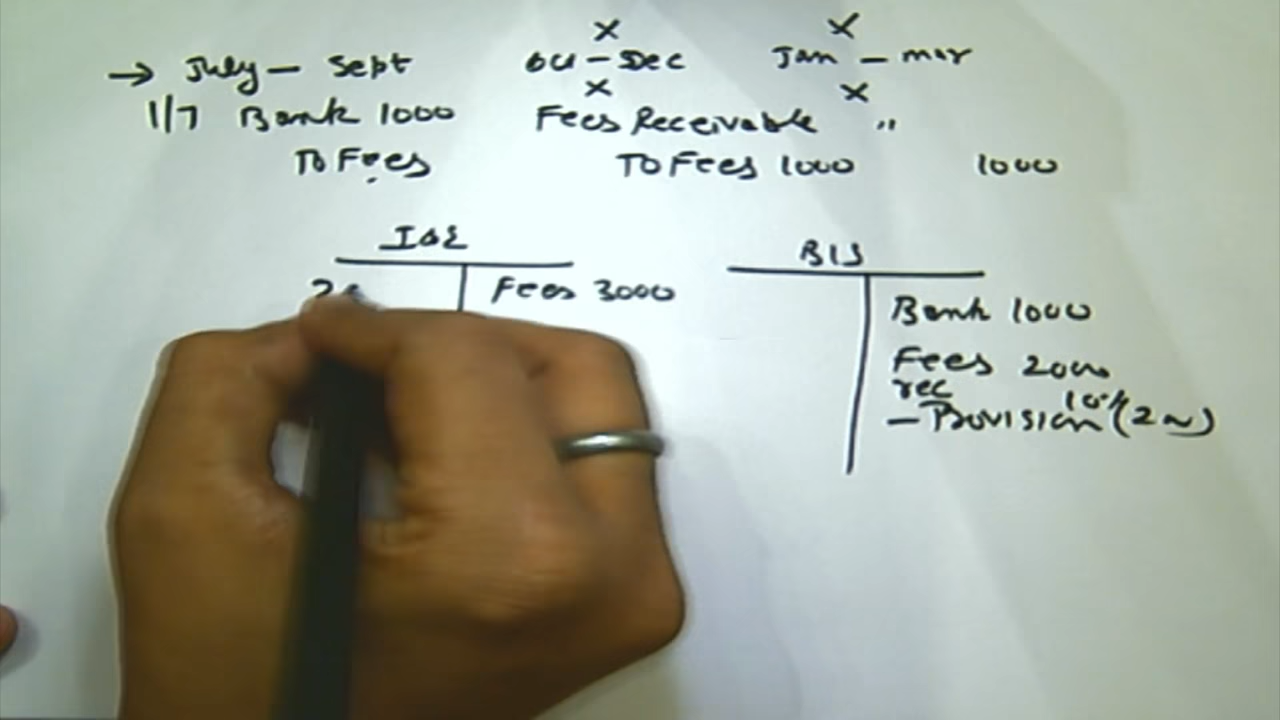 x x
→ July - Sept Oct - Dec Jan - mar
x x
1/7 Bank 1000 Fees Receivable "
To Fees To Fees 1000 1000
I&E B/S
Fees 3000
Bank 1000
Fees 2000
rec
10%
- Provision (2~)